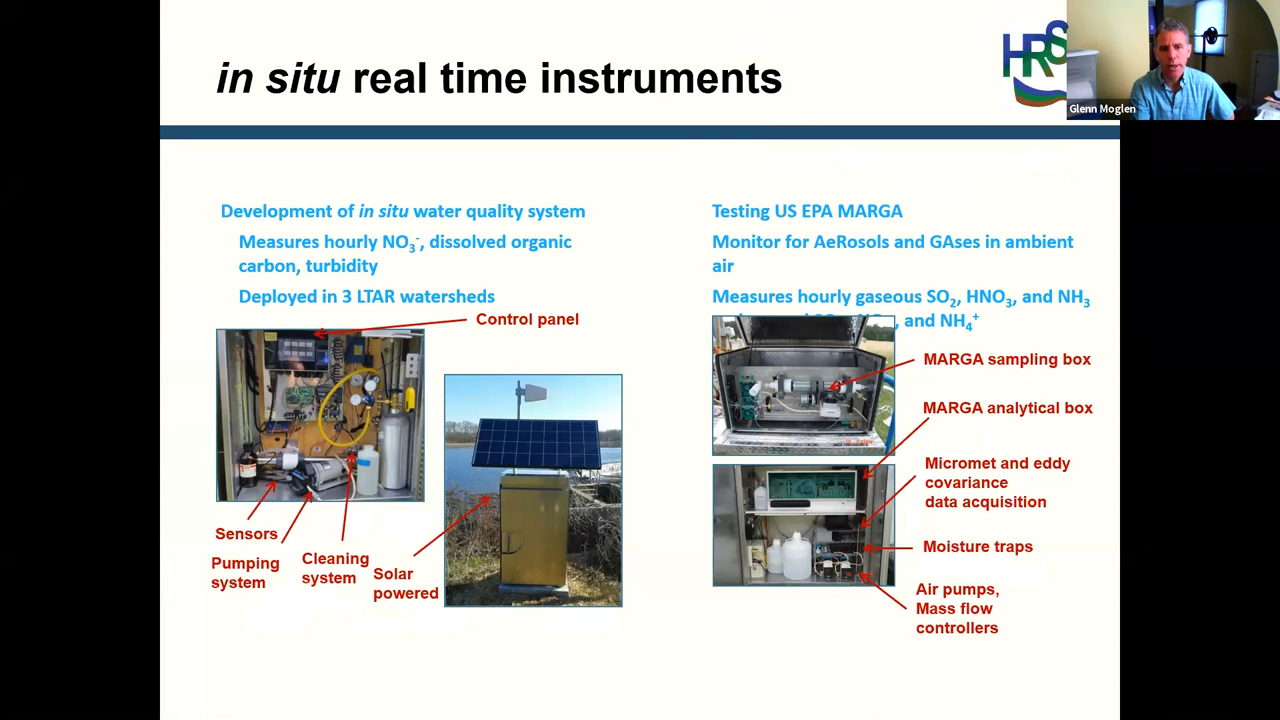 in situ real time instruments
HRS
Glenn Moglen
Development of in situ water quality system
Measures hourly NO3-, dissolved organic
carbon, turbidity
Deployed in 3 LTAR watersheds
Control panel
Sensors
Pumping
system
Cleaning
system
Solar
powered
Testing US EPA MARGA
Monitor for AeRosols and GAses in ambient
air
Measures hourly gaseous SO2, HNO3, and NH3
, and NH4+
MARGA sampling box
MARGA analytical box
Micromet and eddy
covariance
data acquisition
Moisture traps
Air pumps,
Mass flow
controllers